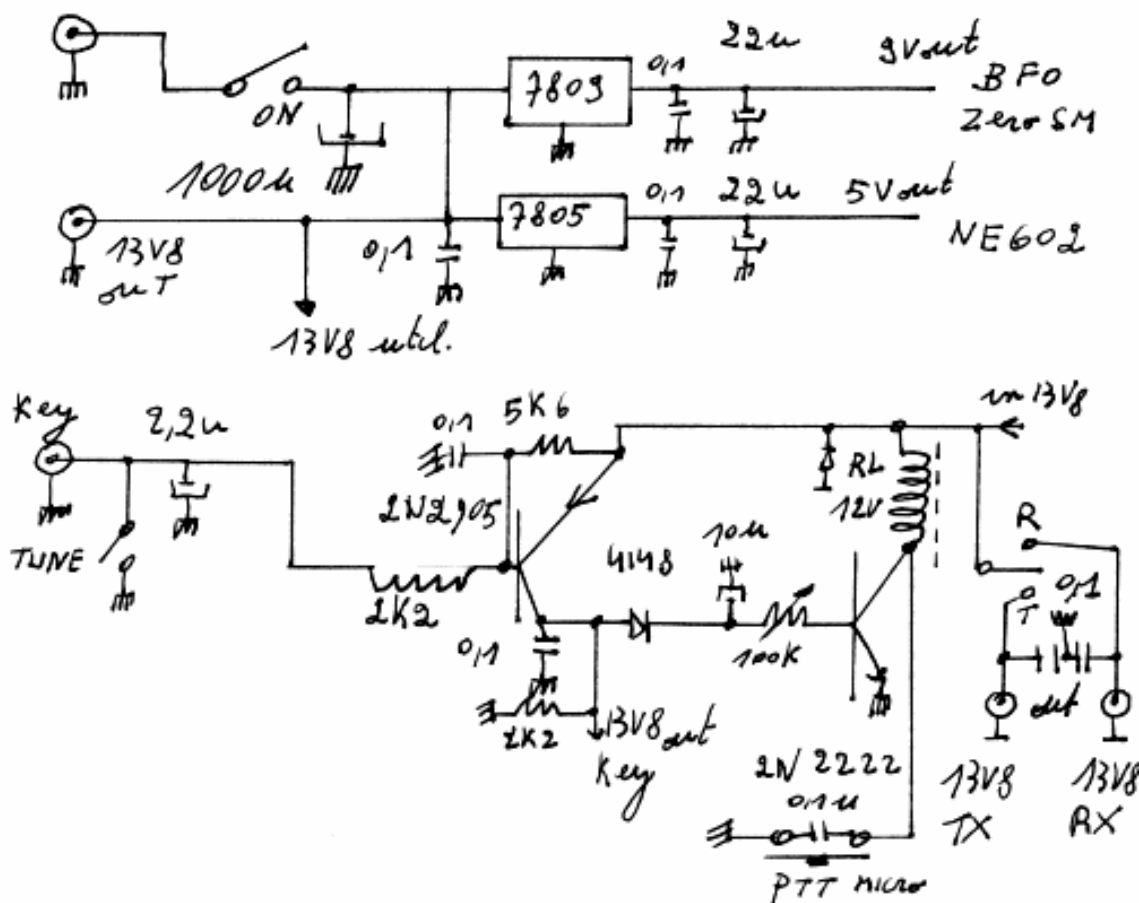 ON
1000u
7809
0,1
22u
9Vout
BFO
Zero SM
13V8
out
0,1
13V8 util.
7805
0,1
22u
5Vout
NE602
Key
2,2u
TUNE
2K2
0,1
5K6
2N2905
in 13V8
RL
12V
4148
10u
100K
0,1
2K2
13V8 out
Key
2N2222
0,1u
PTT Micro
R
T
0,1
out
13V8
TX
13V8
RX